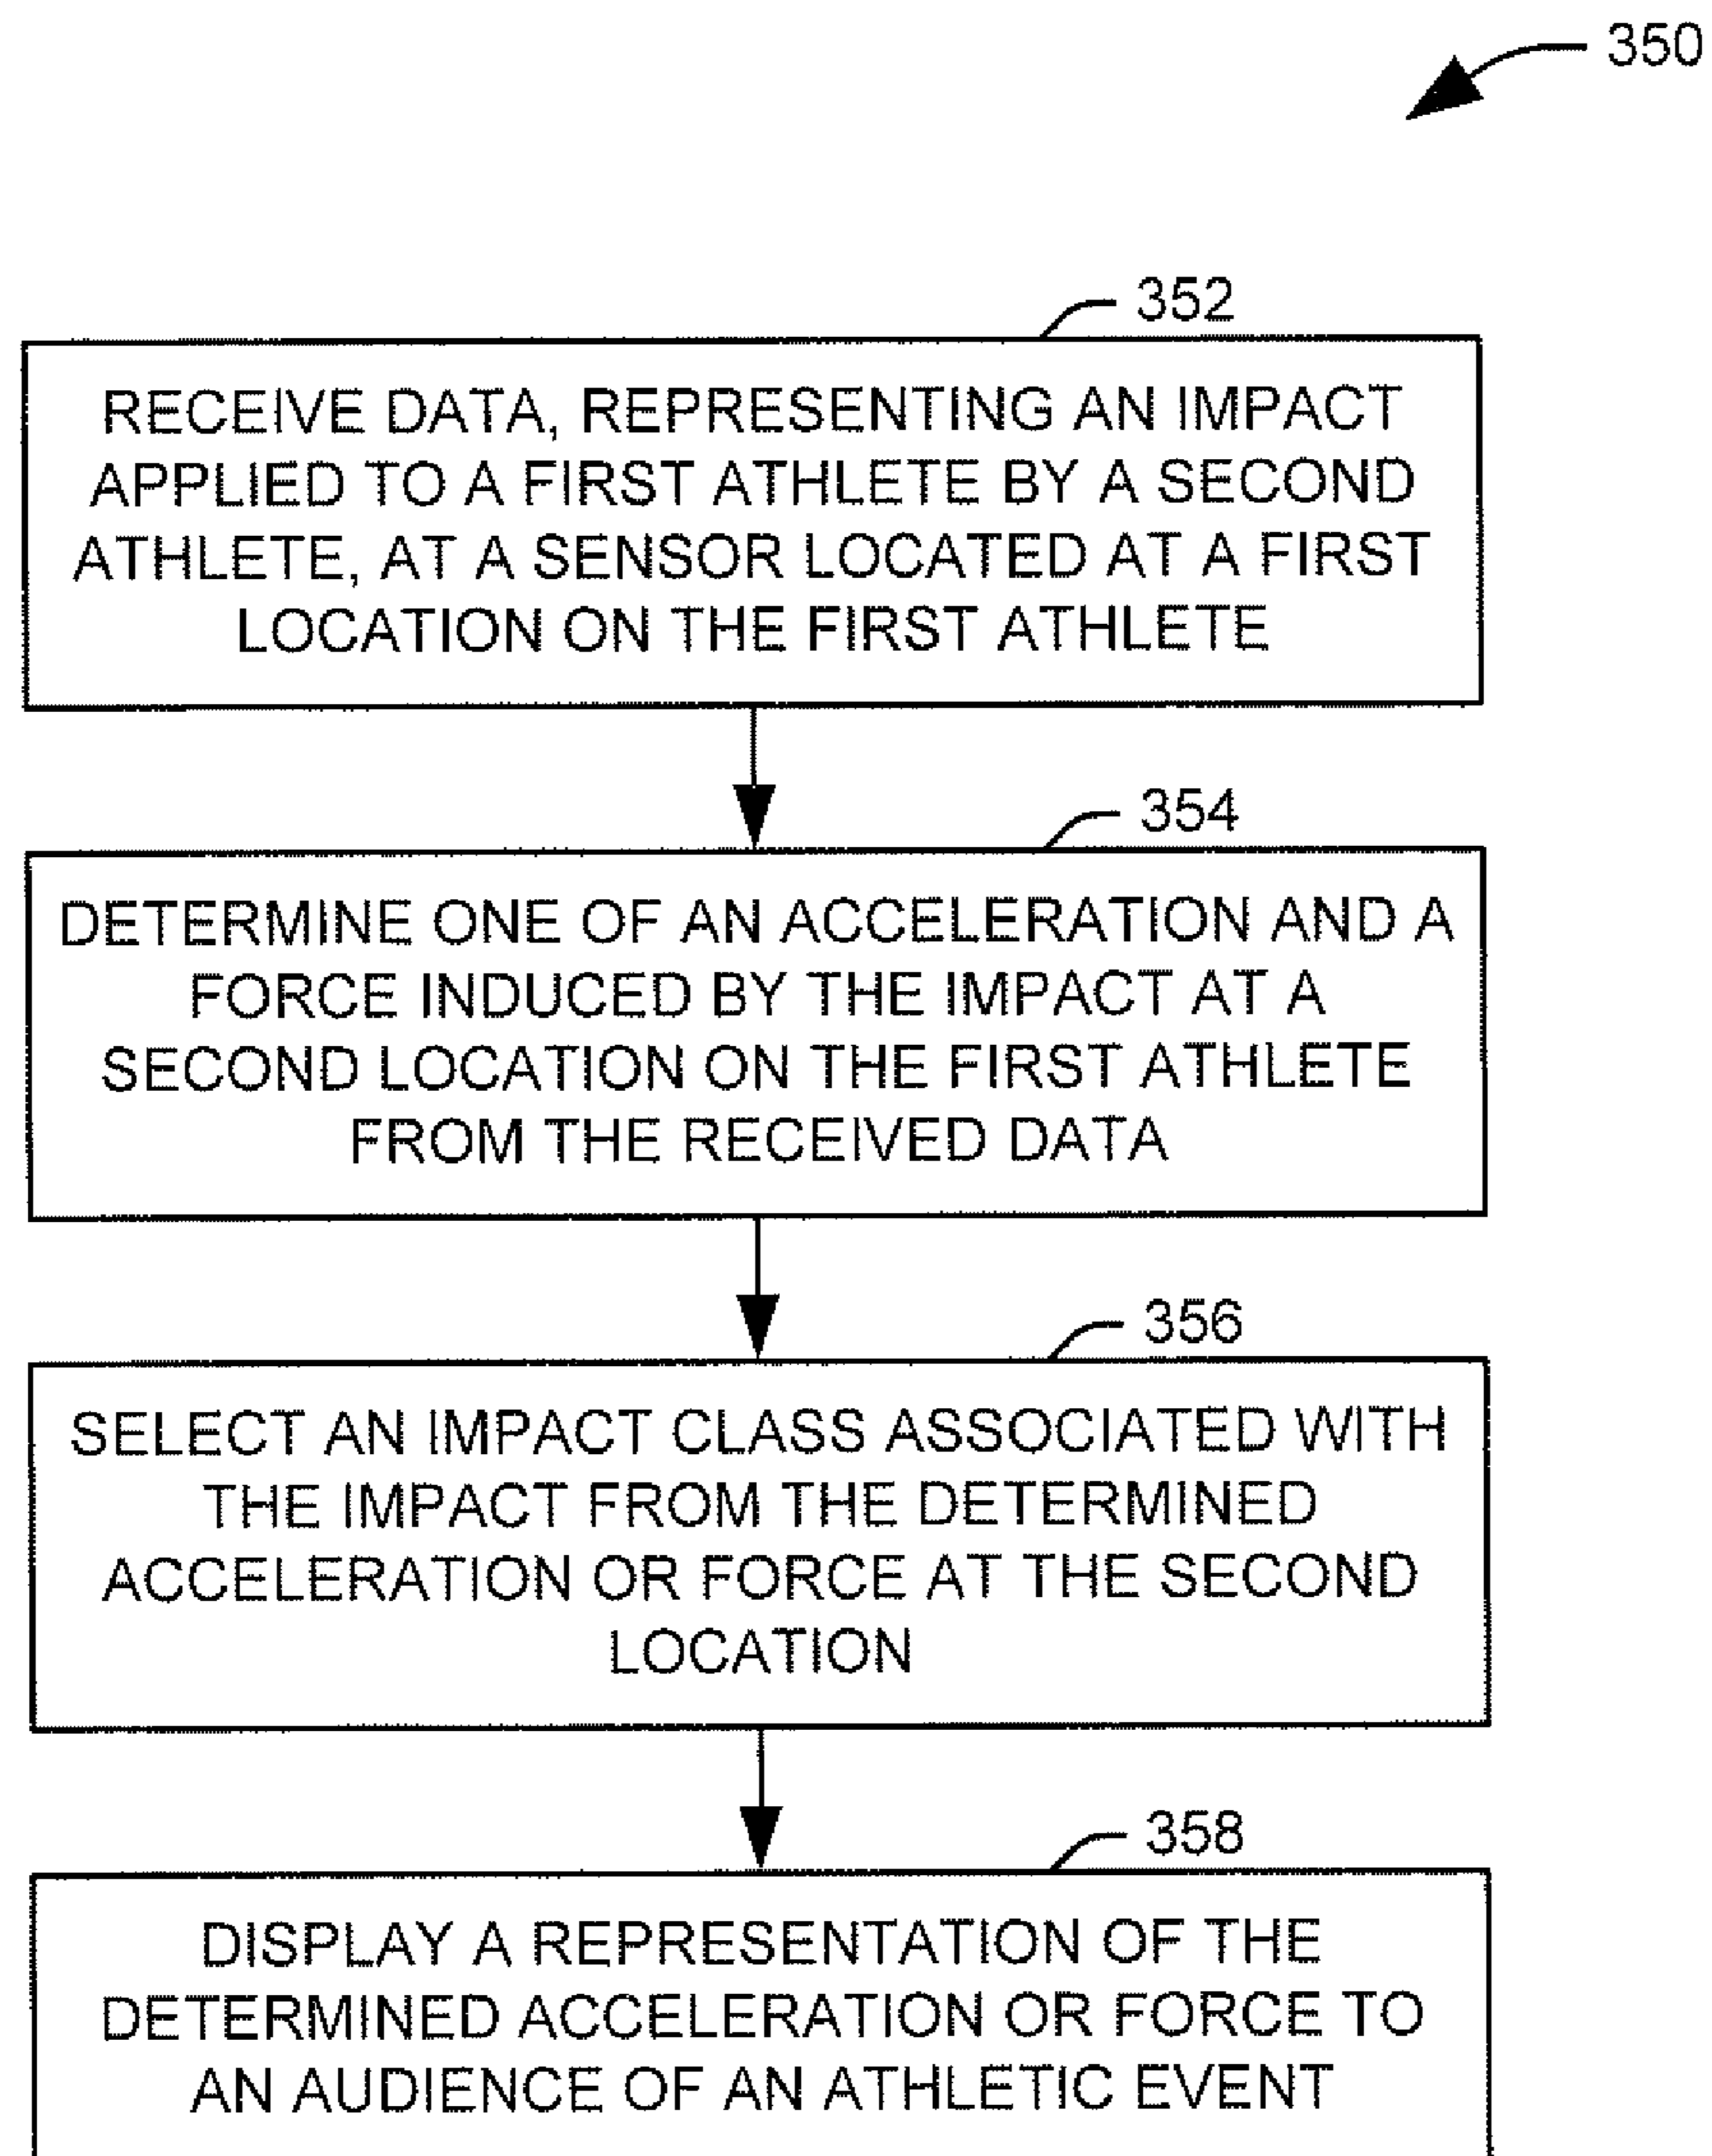 350
352
RECEIVE DATA, REPRESENTING AN IMPACT
APPLIED TO A FIRST ATHLETE BY A SECOND
ATHLETE, AT A SENSOR LOCATED AT A FIRST
LOCATION ON THE FIRST ATHLETE
354
DETERMINE ONE OF AN ACCELERATION AND A
FORCE INDUCED BY THE IMPACT AT A
SECOND LOCATION ON THE FIRST ATHLETE
FROM THE RECEIVED DATA
356
SELECT AN IMPACT CLASS ASSOCIATED WITH
THE IMPACT FROM THE DETERMINED
ACCELERATION OR FORCE AT THE SECOND
LOCATION
358
DISPLAY A REPRESENTATION OF THE
DETERMINED ACCELERATION OR FORCE TO
AN AUDIENCE OF AN ATHLETIC EVENT